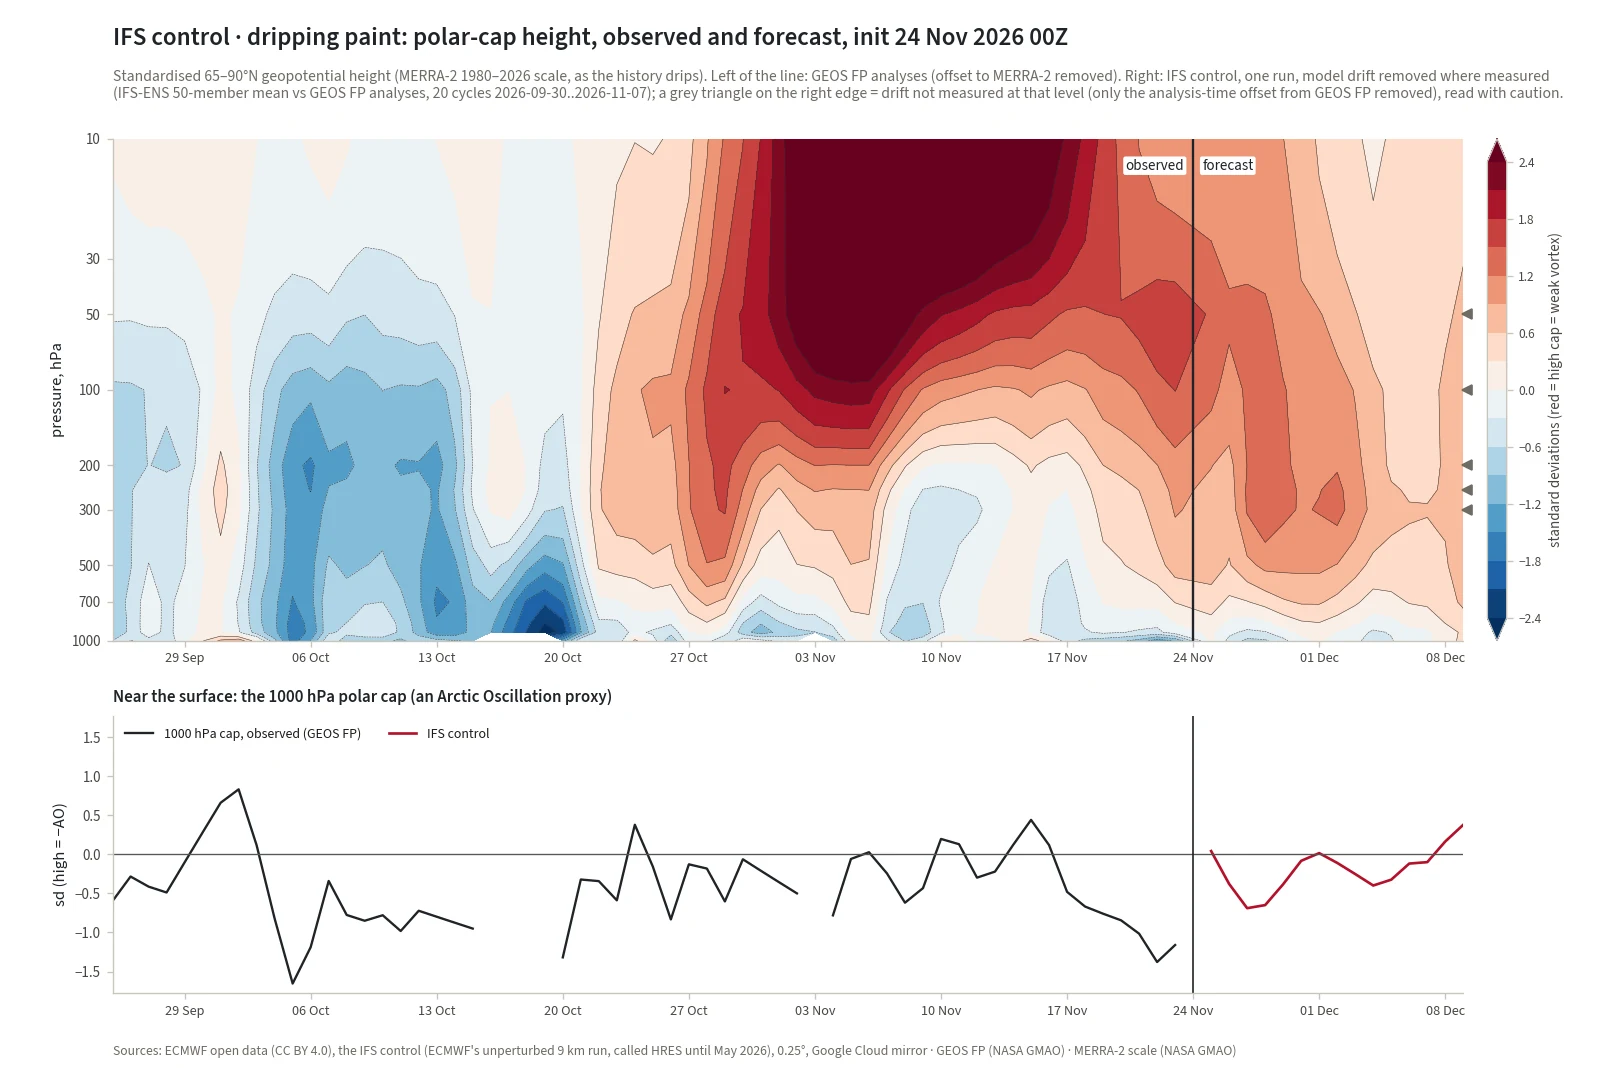 IFS control · dripping paint: polar-cap height, observed and forecast, init 24 Nov 2026 00Z
Standardised 65–90°N geopotential height (MERRA-2 1980–2026 scale, as the history drips). Left of the line: GEOS FP analyses (offset to MERRA-2 removed). Right: IFS control, one run, model drift removed where measured
(IFS-ENS 50-member mean vs GEOS FP analyses, 20 cycles 2026-09-30..2026-11-07); a grey triangle on the right edge = drift not measured at that level (only the analysis-time offset from GEOS FP removed), read with caution.
pressure, hPa
10
30
50
100
200
300
500
700
1000
observed
forecast
29 Sep
06 Oct
13 Oct
20 Oct
27 Oct
03 Nov
10 Nov
17 Nov
24 Nov
01 Dec
08 Dec
2.4
1.8
1.2
0.6
0.0
−0.6
−1.2
−1.8
−2.4
standard deviations (red = high cap = weak vortex)
Near the surface: the 1000 hPa polar cap (an Arctic Oscillation proxy)
1000 hPa cap, observed (GEOS FP)
IFS control
sd (high = −AO)
1.5
1.0
0.5
0.0
−0.5
−1.0
−1.5
29 Sep
06 Oct
13 Oct
20 Oct
27 Oct
03 Nov
10 Nov
17 Nov
24 Nov
01 Dec
08 Dec
Sources: ECMWF open data (CC BY 4.0), the IFS control (ECMWF's unperturbed 9 km run, called HRES until May 2026), 0.25°, Google Cloud mirror · GEOS FP (NASA GMAO) · MERRA-2 scale (NASA GMAO)